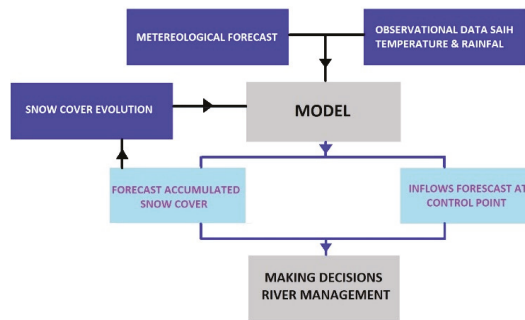 METEREOLOGICAL FORECAST
OBSERVATIONAL DATA SAIH
TEMPERATURE & RAINFAL
SNOW COVER EVOLUTION
MODEL
FORECAST ACCUMULATED
SNOW COVER
INFLOWS FORESCAST AT
CONTROL POINT
MAKING DECISIONS
RIVER MANAGEMENT